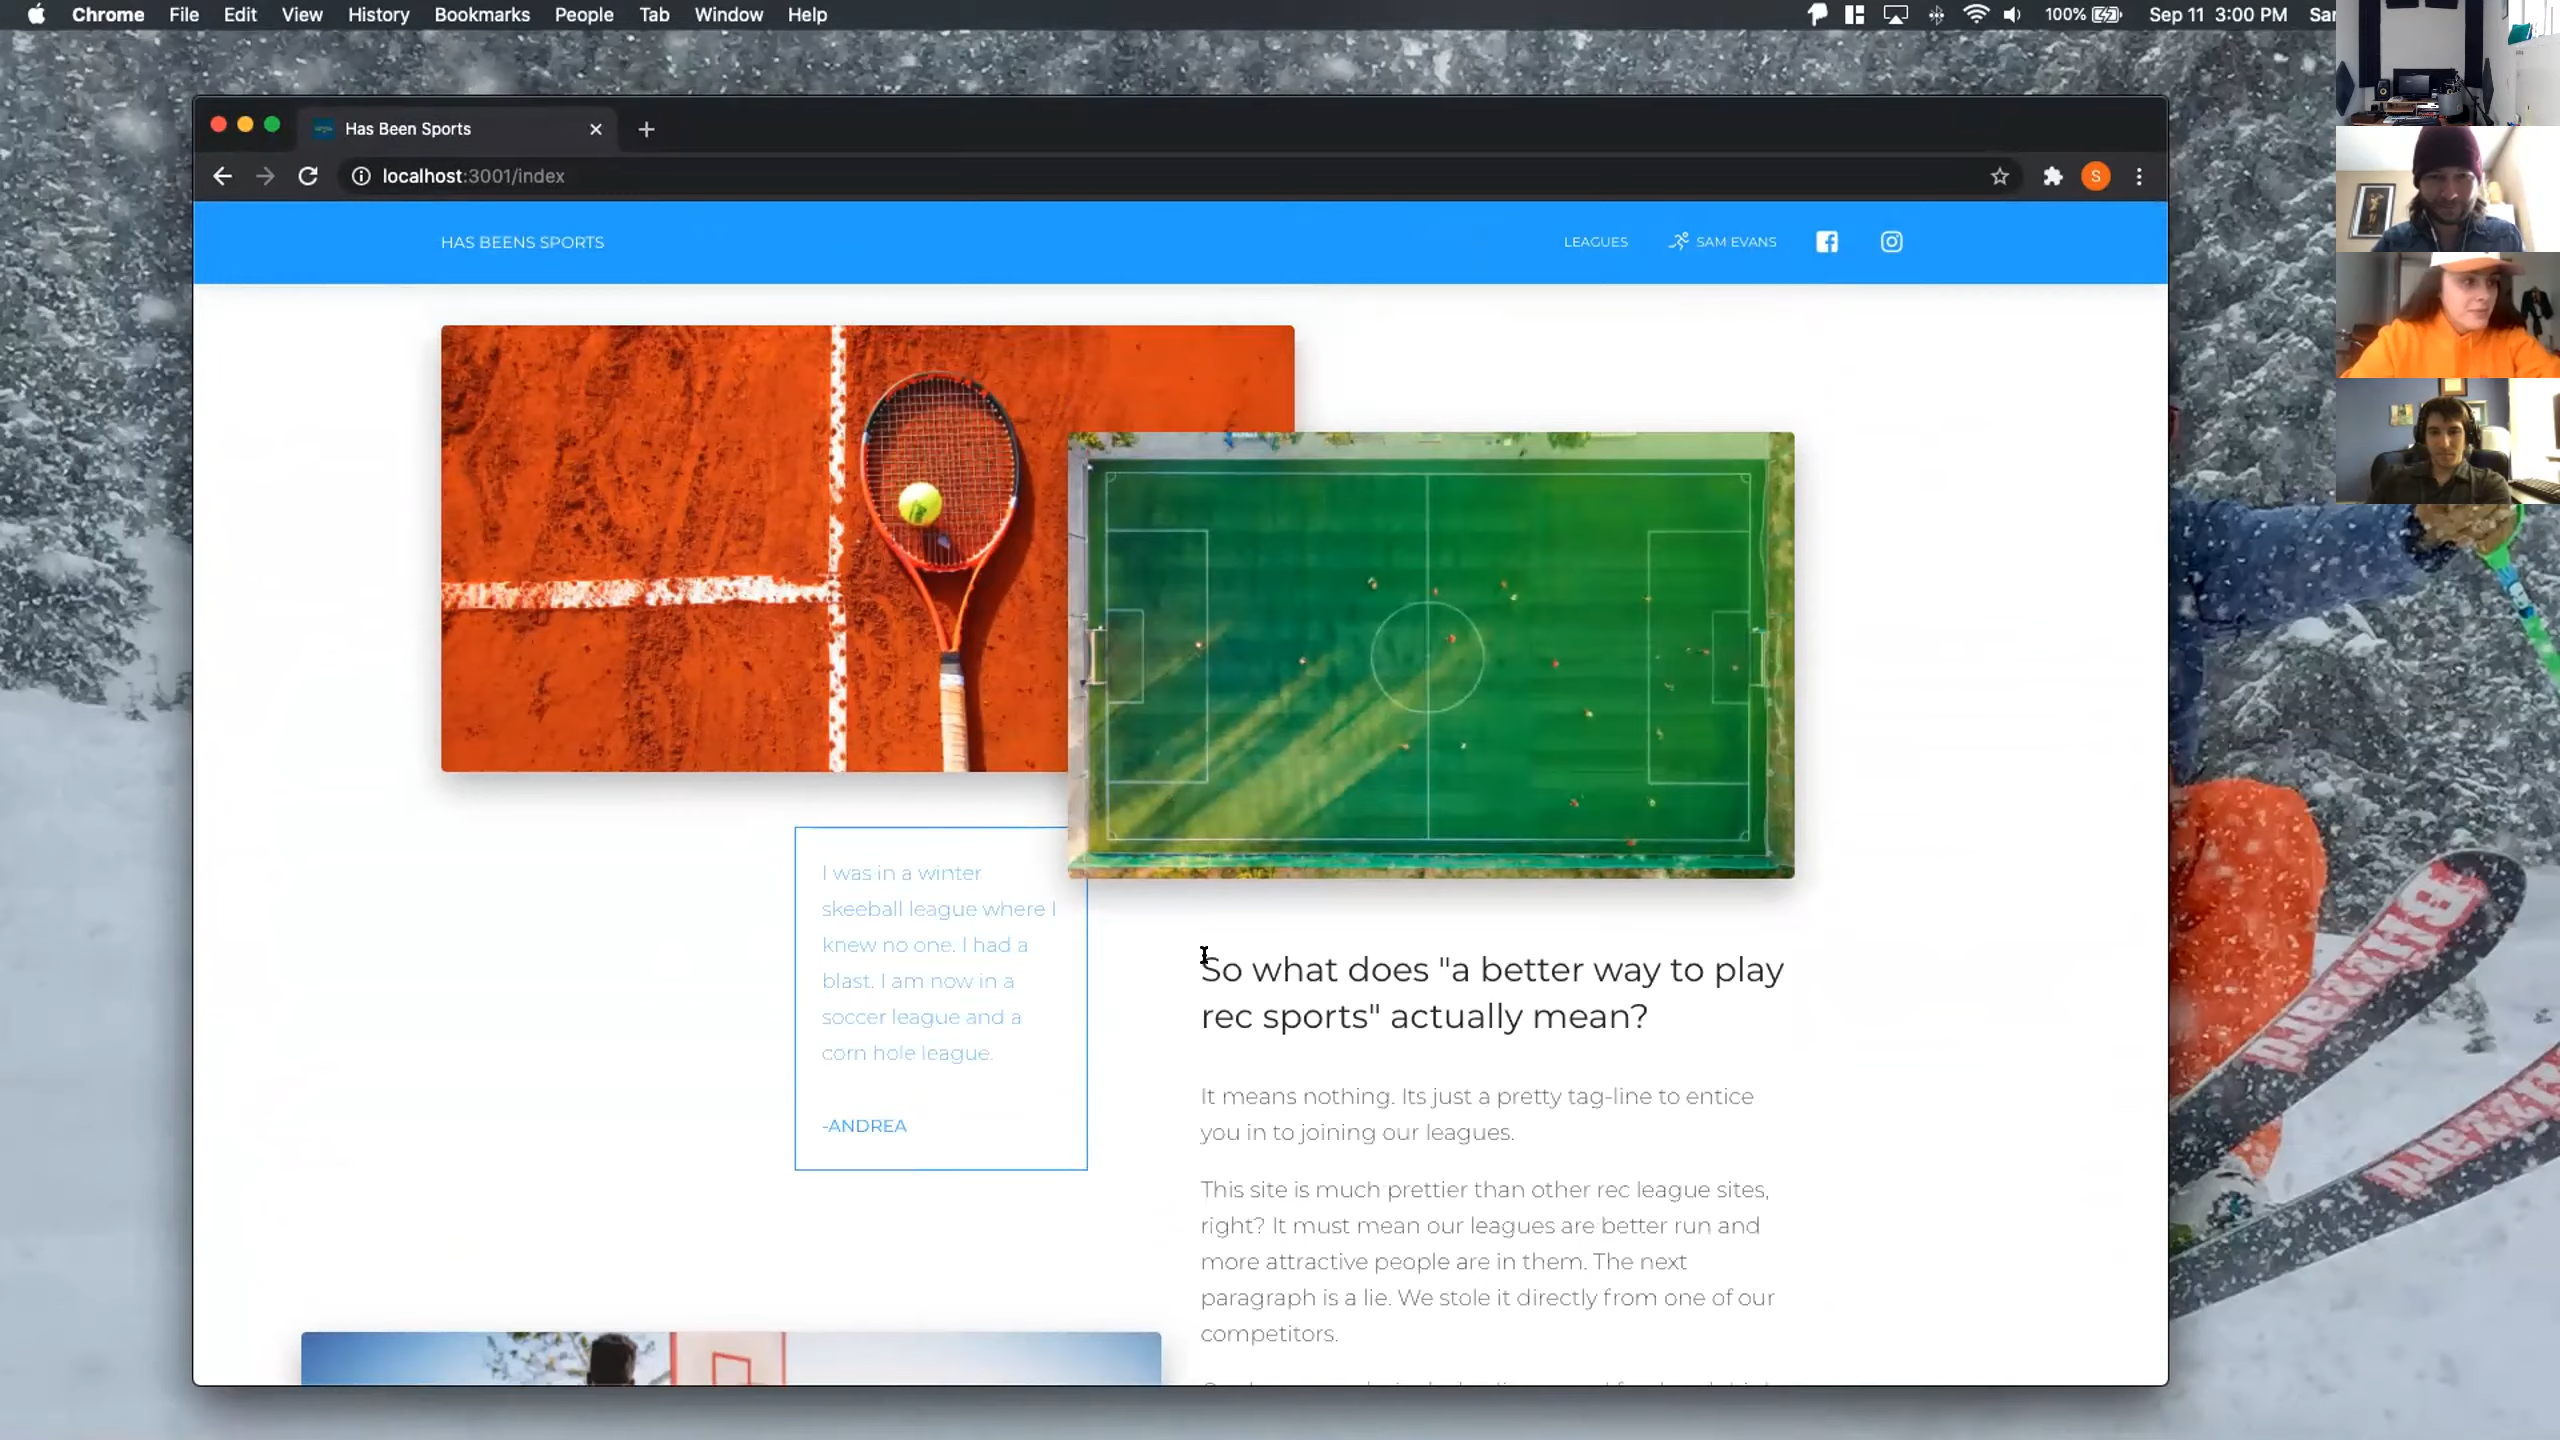 Chrome File Edit View History Bookmarks People Tab Window Help
100% Sep 11 3:00 PM
Has Been Sports
localhost:3001/index
S
HAS BEENS SPORTS
LEAGUES
SAM EVANS
I was in a winter
skeeball league where I
knew no one. I had a
blast. I am now in a
soccer league and a
corn hole league.
-ANDREA
So what does "a better way to play
rec sports" actually mean?
It means nothing. Its just a pretty tag-line to entice
you in to joining our leagues.
This site is much prettier than other rec league sites,
right? It must mean our leagues are better run and
more attractive people are in them. The next
paragraph is a lie. We stole it directly from one of our
competitors.